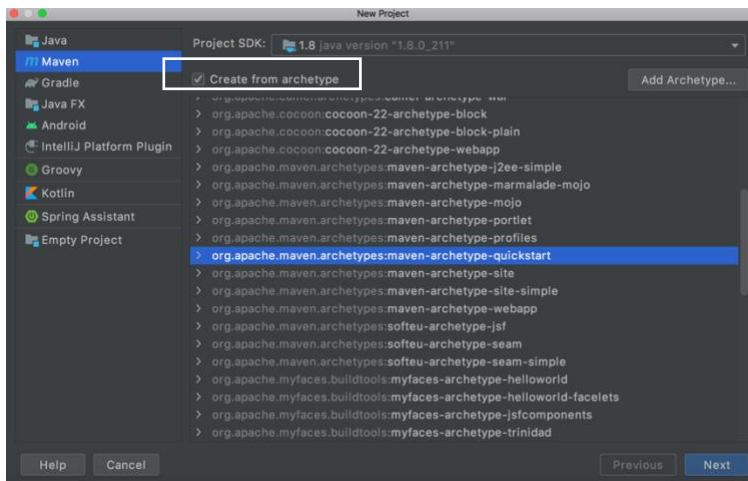 New Project
Java
Maven
Gradle
Java FX
Android
IntelliJ Platform Plugin
Groovy
Kotlin
Spring Assistant
Empty Project
Project SDK: 1.8 java version "1.8.0_211"
Create from archetype
Add Archetype...
org.apache.cocoon:cocoon-22-archetype-block
org.apache.cocoon:cocoon-22-archetype-block-plain
org.apache.cocoon:cocoon-22-archetype-webapp
org.apache.maven.archetypes:maven-archetype-j2ee-simple
org.apache.maven.archetypes:maven-archetype-marmalade-mojo
org.apache.maven.archetypes:maven-archetype-mojo
org.apache.maven.archetypes:maven-archetype-portlet
org.apache.maven.archetypes:maven-archetype-profiles
org.apache.maven.archetypes:maven-archetype-quickstart
org.apache.maven.archetypes:maven-archetype-site
org.apache.maven.archetypes:maven-archetype-site-simple
org.apache.maven.archetypes:maven-archetype-webapp
org.apache.maven.archetypes:softeu-archetype-jsf
org.apache.maven.archetypes:softeu-archetype-seam
org.apache.maven.archetypes:softeu-archetype-seam-simple
org.apache.myfaces.buildtools:myfaces-archetype-helloworld
org.apache.myfaces.buildtools:myfaces-archetype-helloworld-facelets
org.apache.myfaces.buildtools:myfaces-archetype-jsfcomponents
org.apache.myfaces.buildtools:myfaces-archetype-trinidad
Help
Cancel
Previous
Next